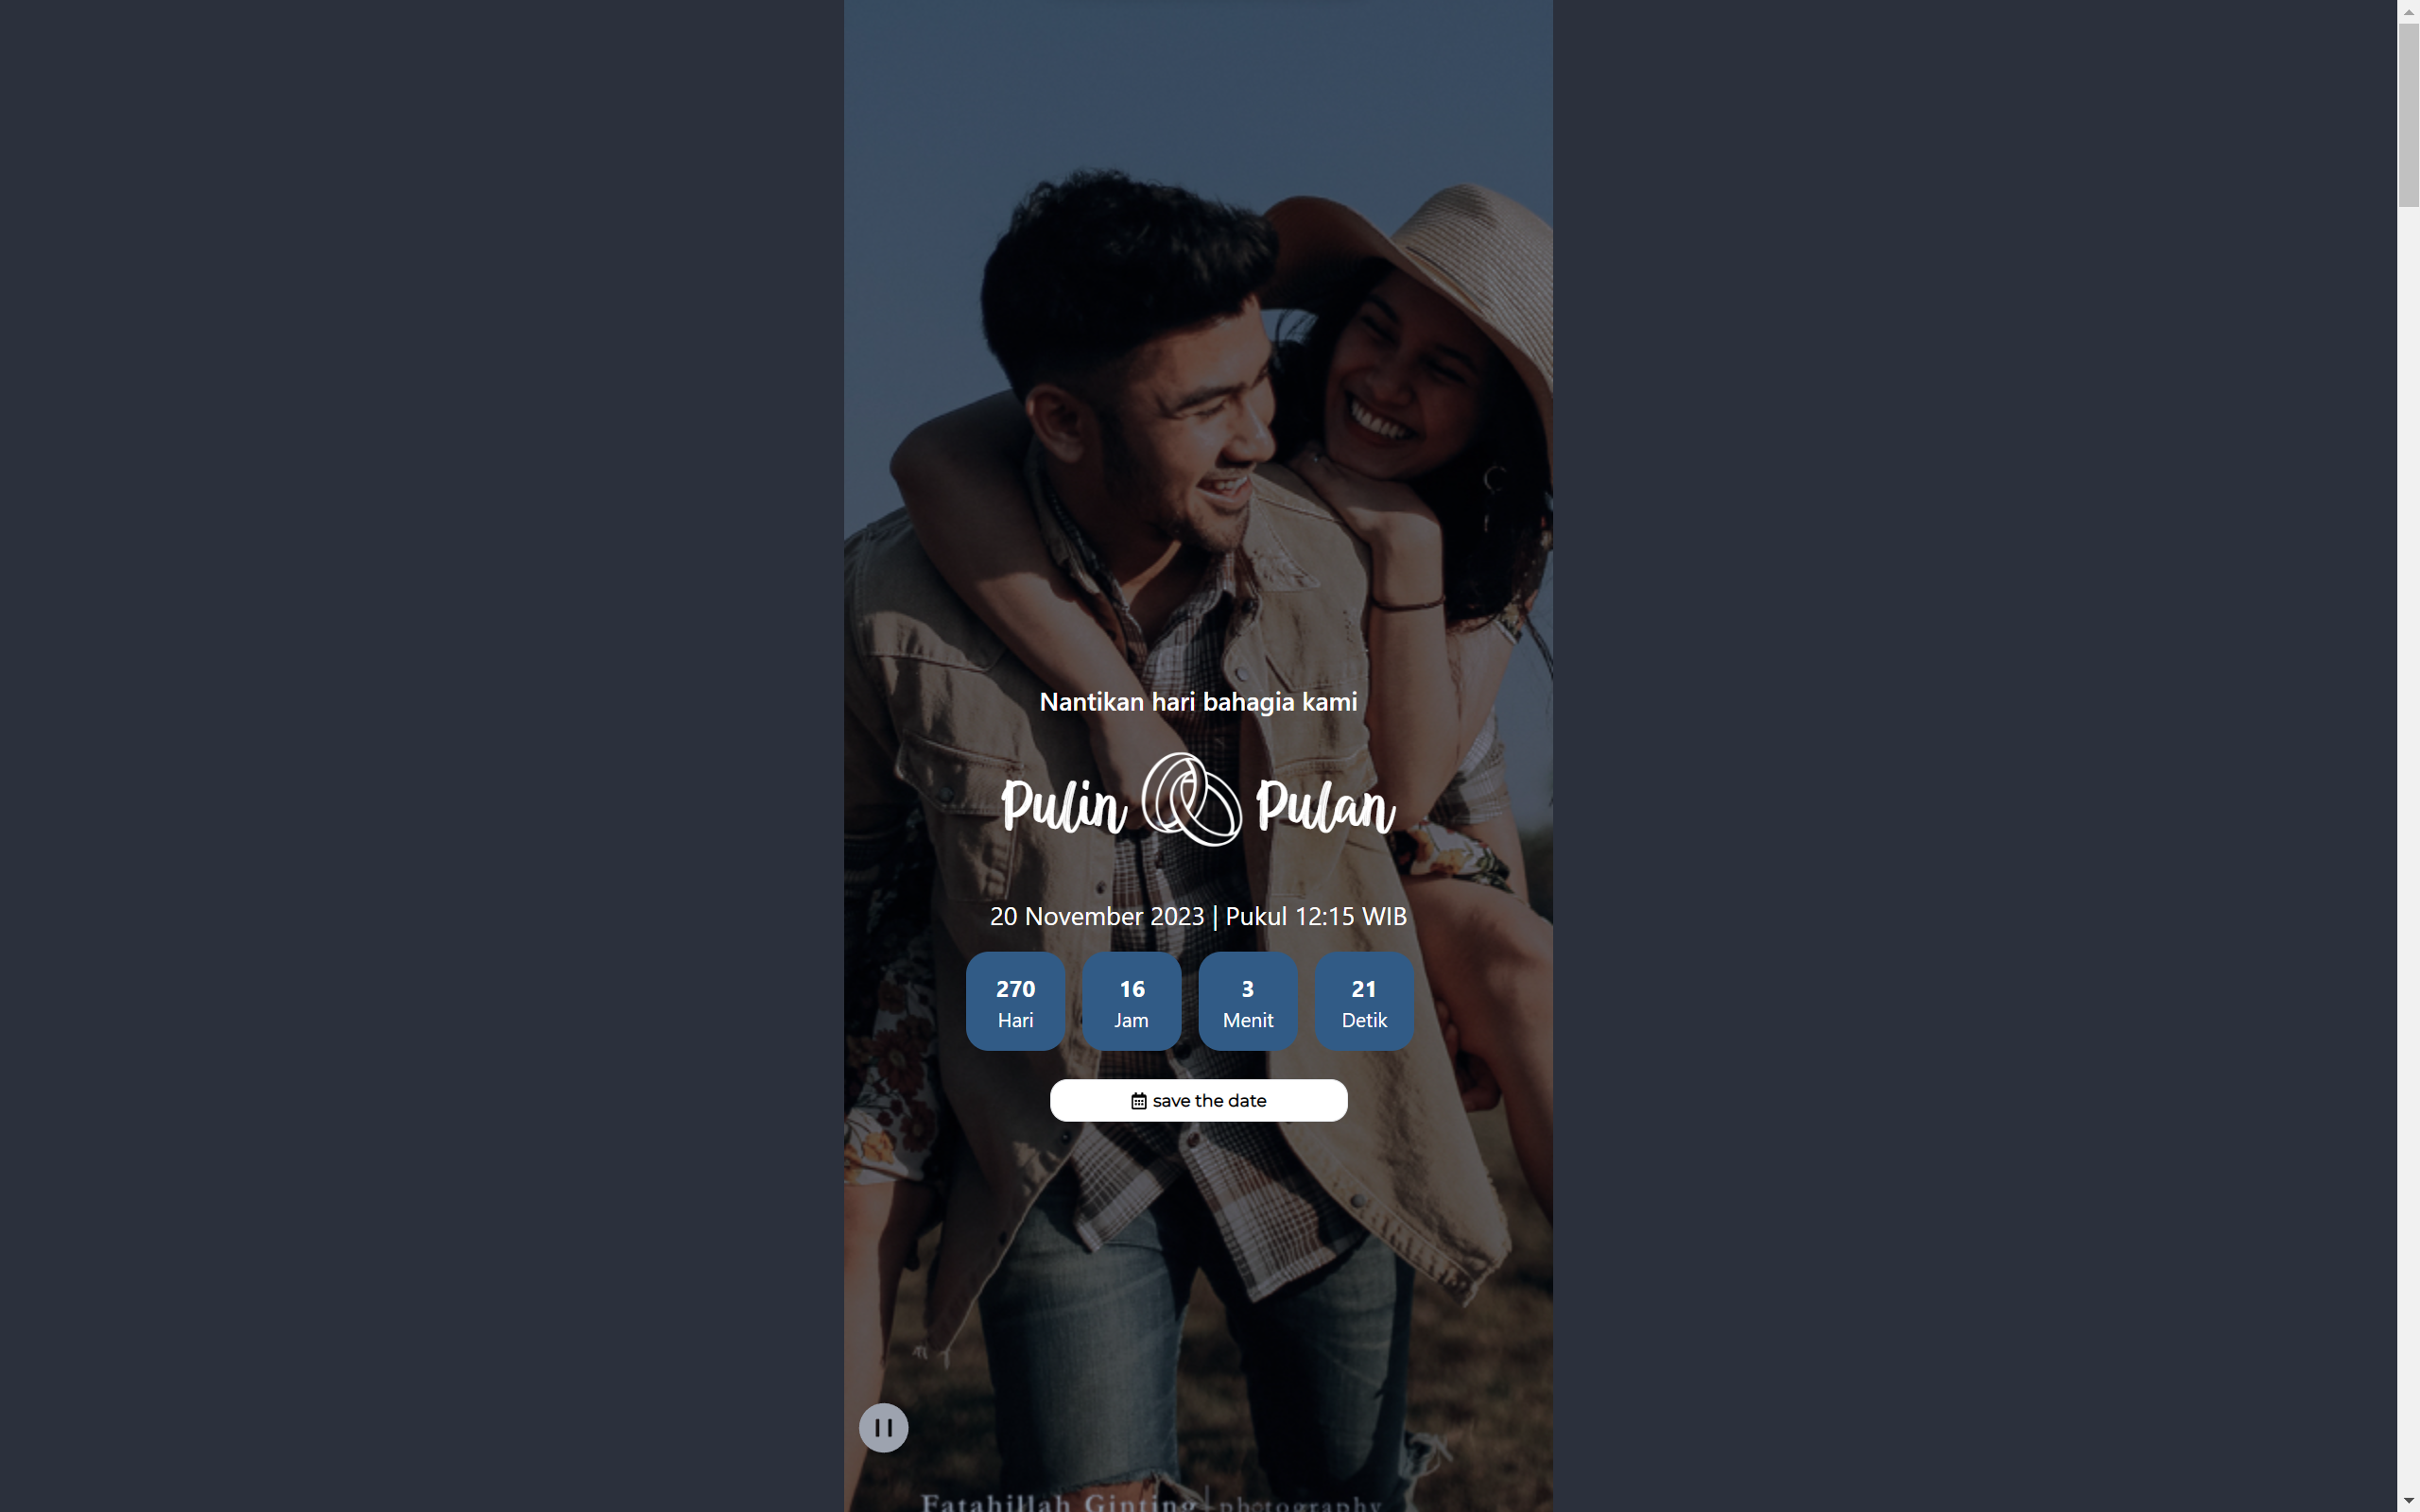 Nantikan hari bahagia kami
Pulin Pulan
20 November 2023 | Pukul 12:15 WIB
270 16 3 21
Hari Jam Menit Detik
save the date
Fatahillah Ginting | photography